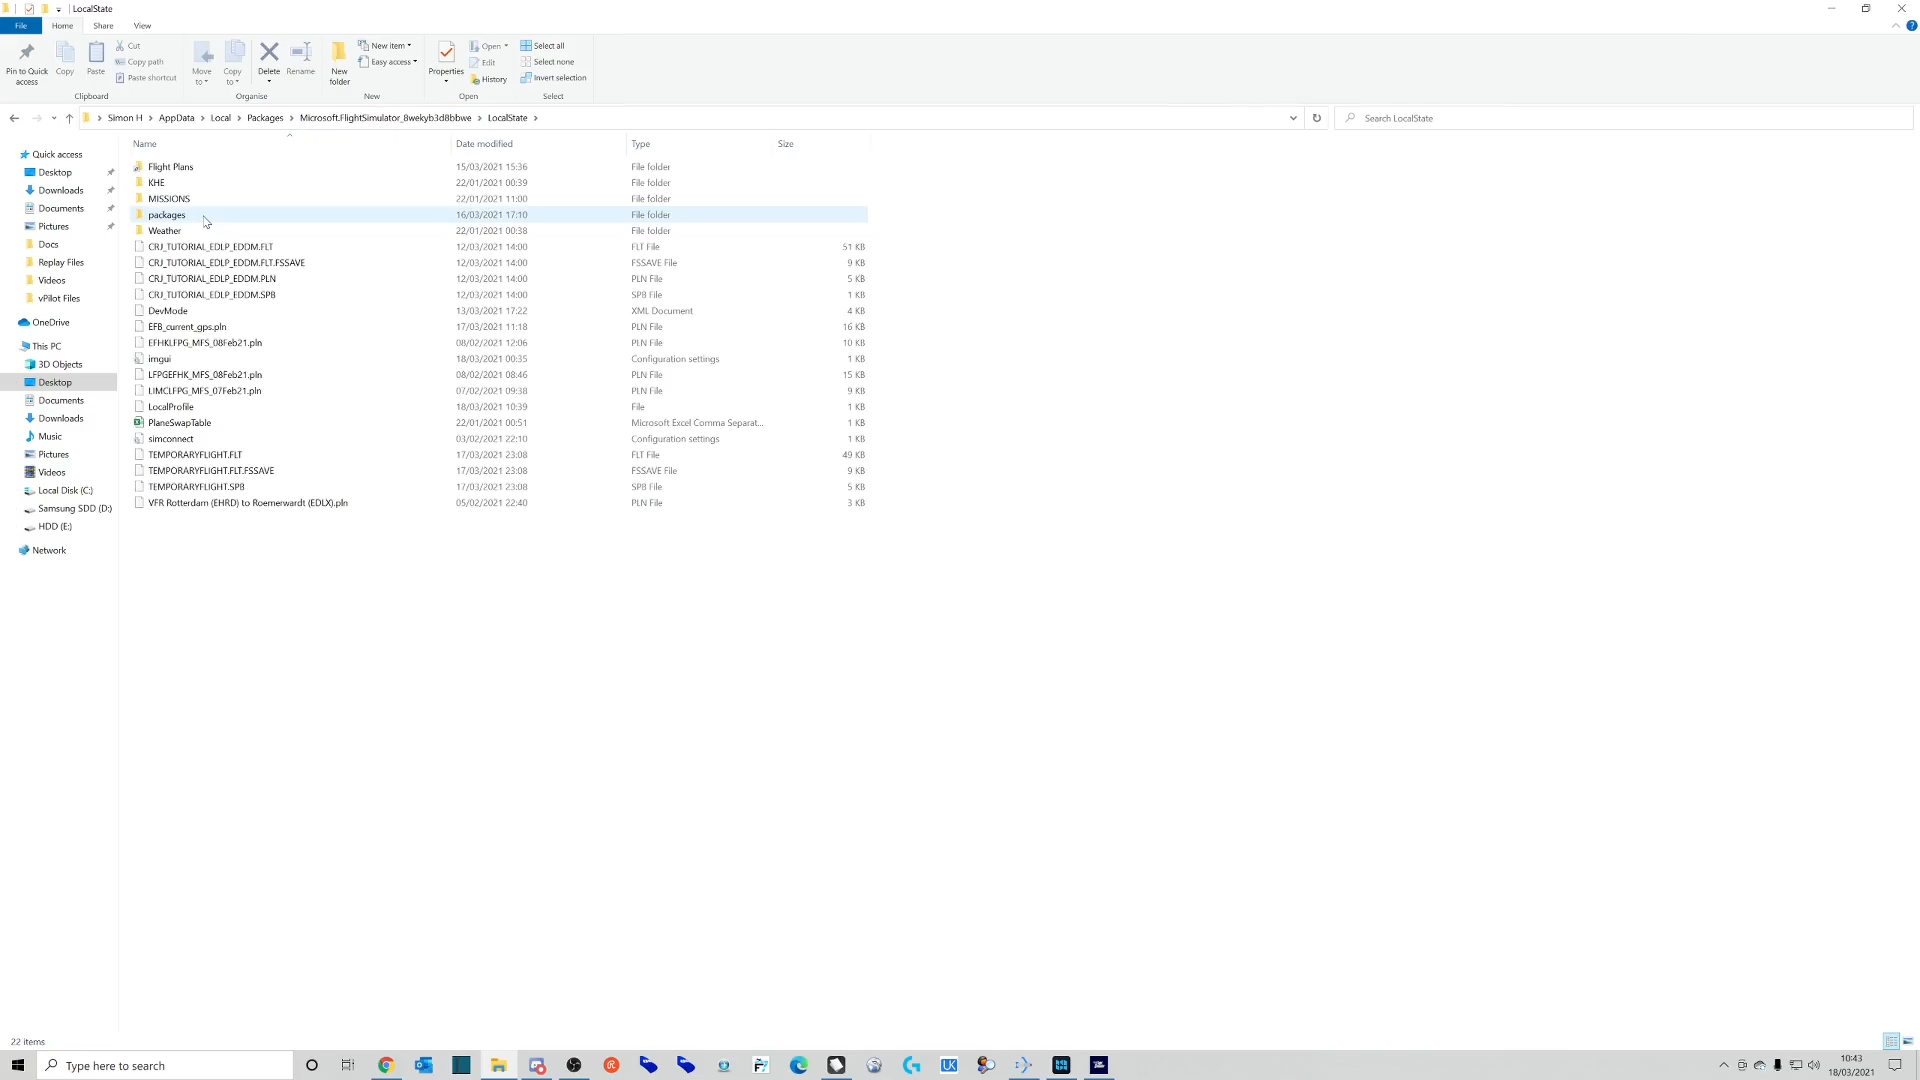 LocalState
File Home Share View
Pin to Quick access
Copy
Paste
Cut
Copy path
Paste shortcut
Clipboard
Move to
Copy to
Delete
Rename
Organise
New folder
New item
Easy access
New
Properties
Open
Edit
History
Open
Select all
Select none
Invert selection
Select
Simon H > AppData > Local > Packages > Microsoft.FlightSimulator_8wekyb3d8bbwe > LocalState >
Search LocalState
Quick access
Desktop
Downloads
Documents
Pictures
Docs
Replay Files
Videos
vPilot Files
OneDrive
This PC
3D Objects
Desktop
Documents
Downloads
Music
Pictures
Videos
Local Disk (C:)
Samsung SDD (D:)
HDD (E:)
Network
Name Date modified Type Size
Flight Plans 15/03/2021 15:36 File folder
KHE 22/01/2021 00:39 File folder
MISSIONS 22/01/2021 11:00 File folder
packages 16/03/2021 17:10 File folder
Weather 22/01/2021 00:38 File folder
CRJ_TUTORIAL_EDLP_EDDM.FLT 12/03/2021 14:00 FLT File 51 KB
CRJ_TUTORIAL_EDLP_EDDM.FLT.FSSAVE 12/03/2021 14:00 FSSAVE File 9 KB
CRJ_TUTORIAL_EDLP_EDDM.PLN 12/03/2021 14:00 PLN File 5 KB
CRJ_TUTORIAL_EDLP_EDDM.SPB 12/03/2021 14:00 SPB File 1 KB
DevMode 13/03/2021 17:22 XML Document 4 KB
EFB_current_gps.pln 17/03/2021 11:18 PLN File 16 KB
EFHKLFPG_MFS_08Feb21.pln 08/02/2021 12:06 PLN File 10 KB
imgui 18/03/2021 00:35 Configuration settings 1 KB
LFPGEFHK_MFS_08Feb21.pln 08/02/2021 08:46 PLN File 15 KB
LIMCLFPG_MFS_07Feb21.pln 07/02/2021 09:38 PLN File 9 KB
LocalProfile 18/03/2021 10:39 File 1 KB
PlaneSwapTable 22/01/2021 00:51 Microsoft Excel Comma Separat... 1 KB
simconnect 03/02/2021 22:10 Configuration settings 1 KB
TEMPORARYFLIGHT.FLT 17/03/2021 23:08 FLT File 49 KB
TEMPORARYFLIGHT.FLT.FSSAVE 17/03/2021 23:08 FSSAVE File 9 KB
TEMPORARYFLIGHT.SPB 17/03/2021 23:08 SPB File 5 KB
VFR Rotterdam (EHRD) to Roemerwardt (EDLX).pln 05/02/2021 22:40 PLN File 3 KB
22 items
Type here to search
UK
10:43
18/03/2021